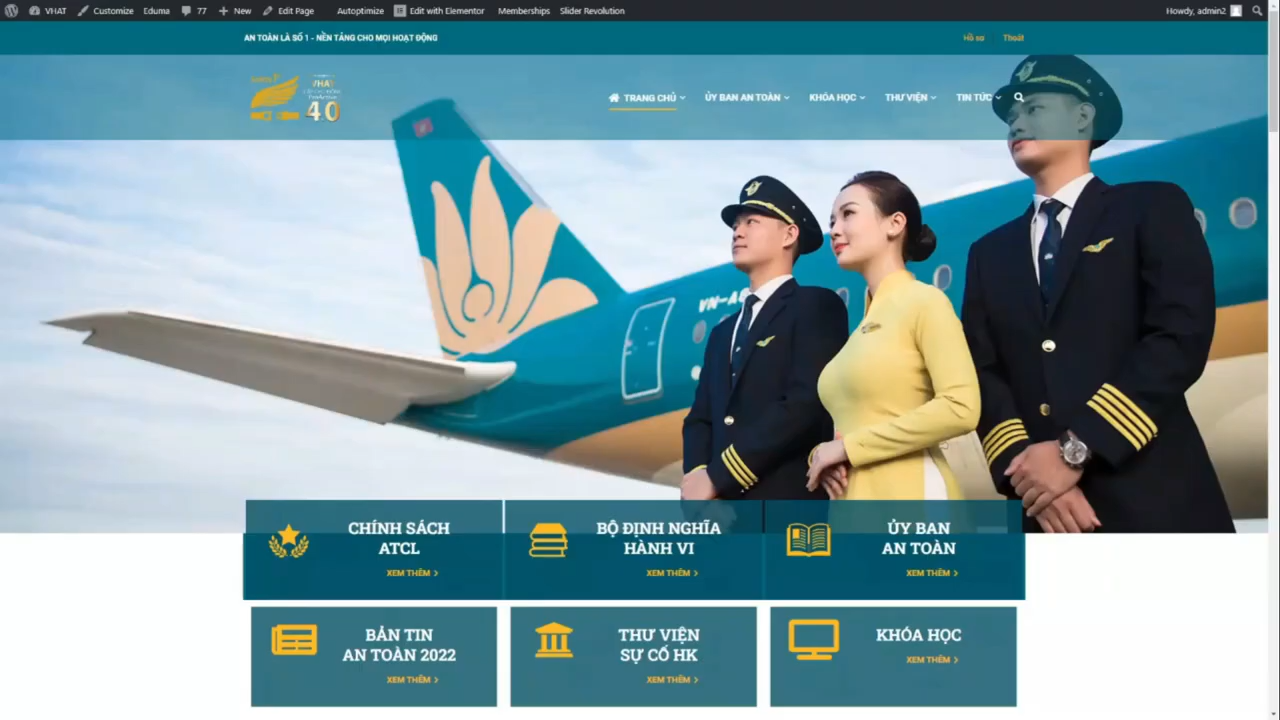 VHAT
Customize
Eduma
77
New
Edit Page
Autoptimize
Edit with Elementor
Memberships
Slider Revolution
Howdy, admin2
AN TOÀN LÀ SỐ 1 - NỀN TẢNG CHO MỌI HOẠT ĐỘNG
Hồ sơ
Thoát
4.0
TRANG CHỦ
ỦY BAN AN TOÀN
KHÓA HỌC
THƯ VIỆN
TIN TỨC
CHÍNH SÁCH
ATCL
XEM THÊM
BỘ ĐỊNH NGHĨA
HÀNH VI
XEM THÊM
ỦY BAN
AN TOÀN
XEM THÊM
BẢN TIN
AN TOÀN 2022
XEM THÊM
THƯ VIỆN
SỰ CỐ HK
XEM THÊM
KHÓA HỌC
XEM THÊM